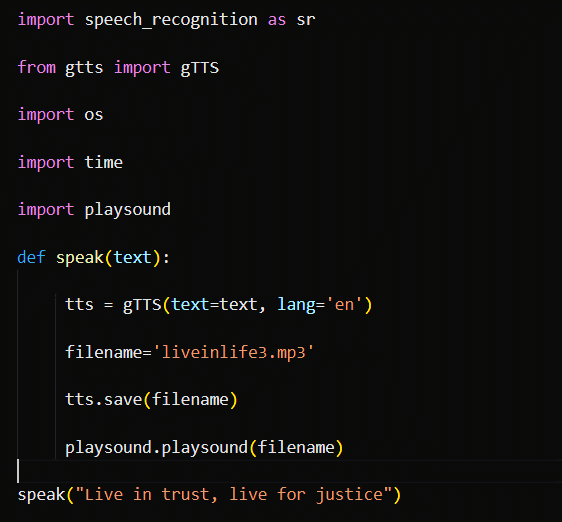 import speech_recognition as sr
from gtts import gTTS
import os
import time
import playsound
def speak(text):
tts = gTTS(text=text, lang='en')
filename='liveinlife3.mp3'
tts.save(filename)
playsound.playsound(filename)
speak("Live in trust, live for justice")